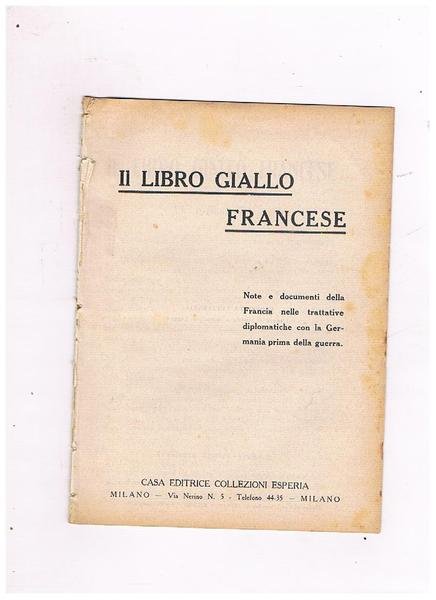 Il LIBRO GIALLO
FRANCESE
Note e documenti della
Francia nelle trattative
diplomatiche con la Ger-
mania prima della guerra.
CASA EDITRICE COLLEZIONI ESPERIA
MILANO — Via Nerino N. 5 - Telefono 44-35 — MILANO